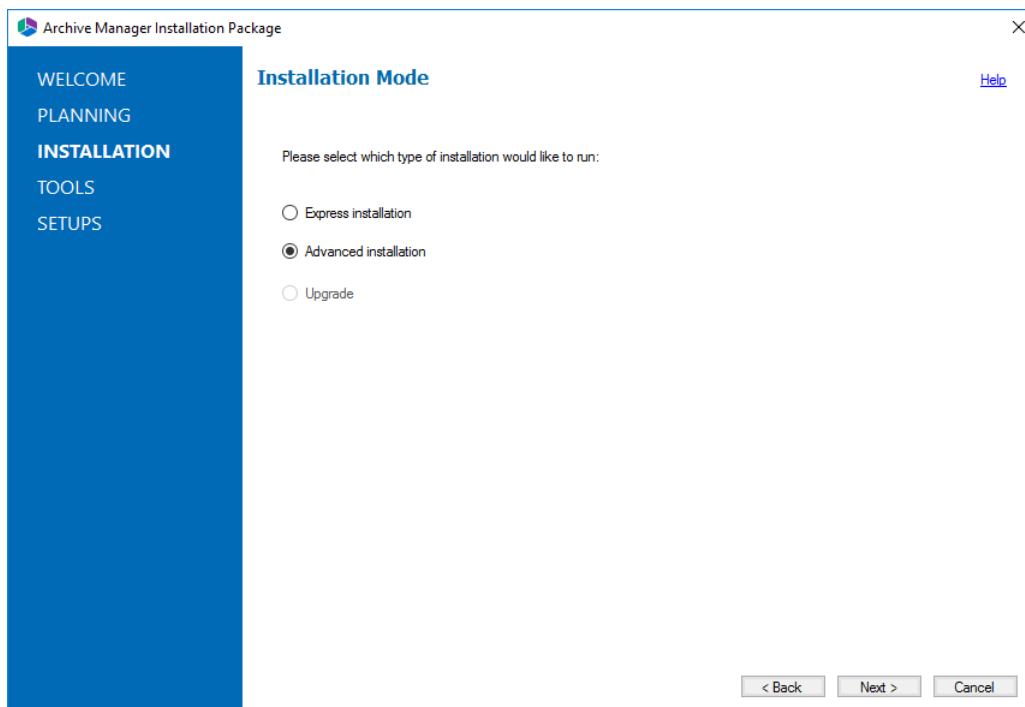 Archive Manager Installation Package
WELCOME
PLANNING
INSTALLATION
TOOLS
SETUPS
Installation Mode
Help
Please select which type of installation would like to run:
Express installation
Advanced installation
Upgrade
< Back
Next >
Cancel